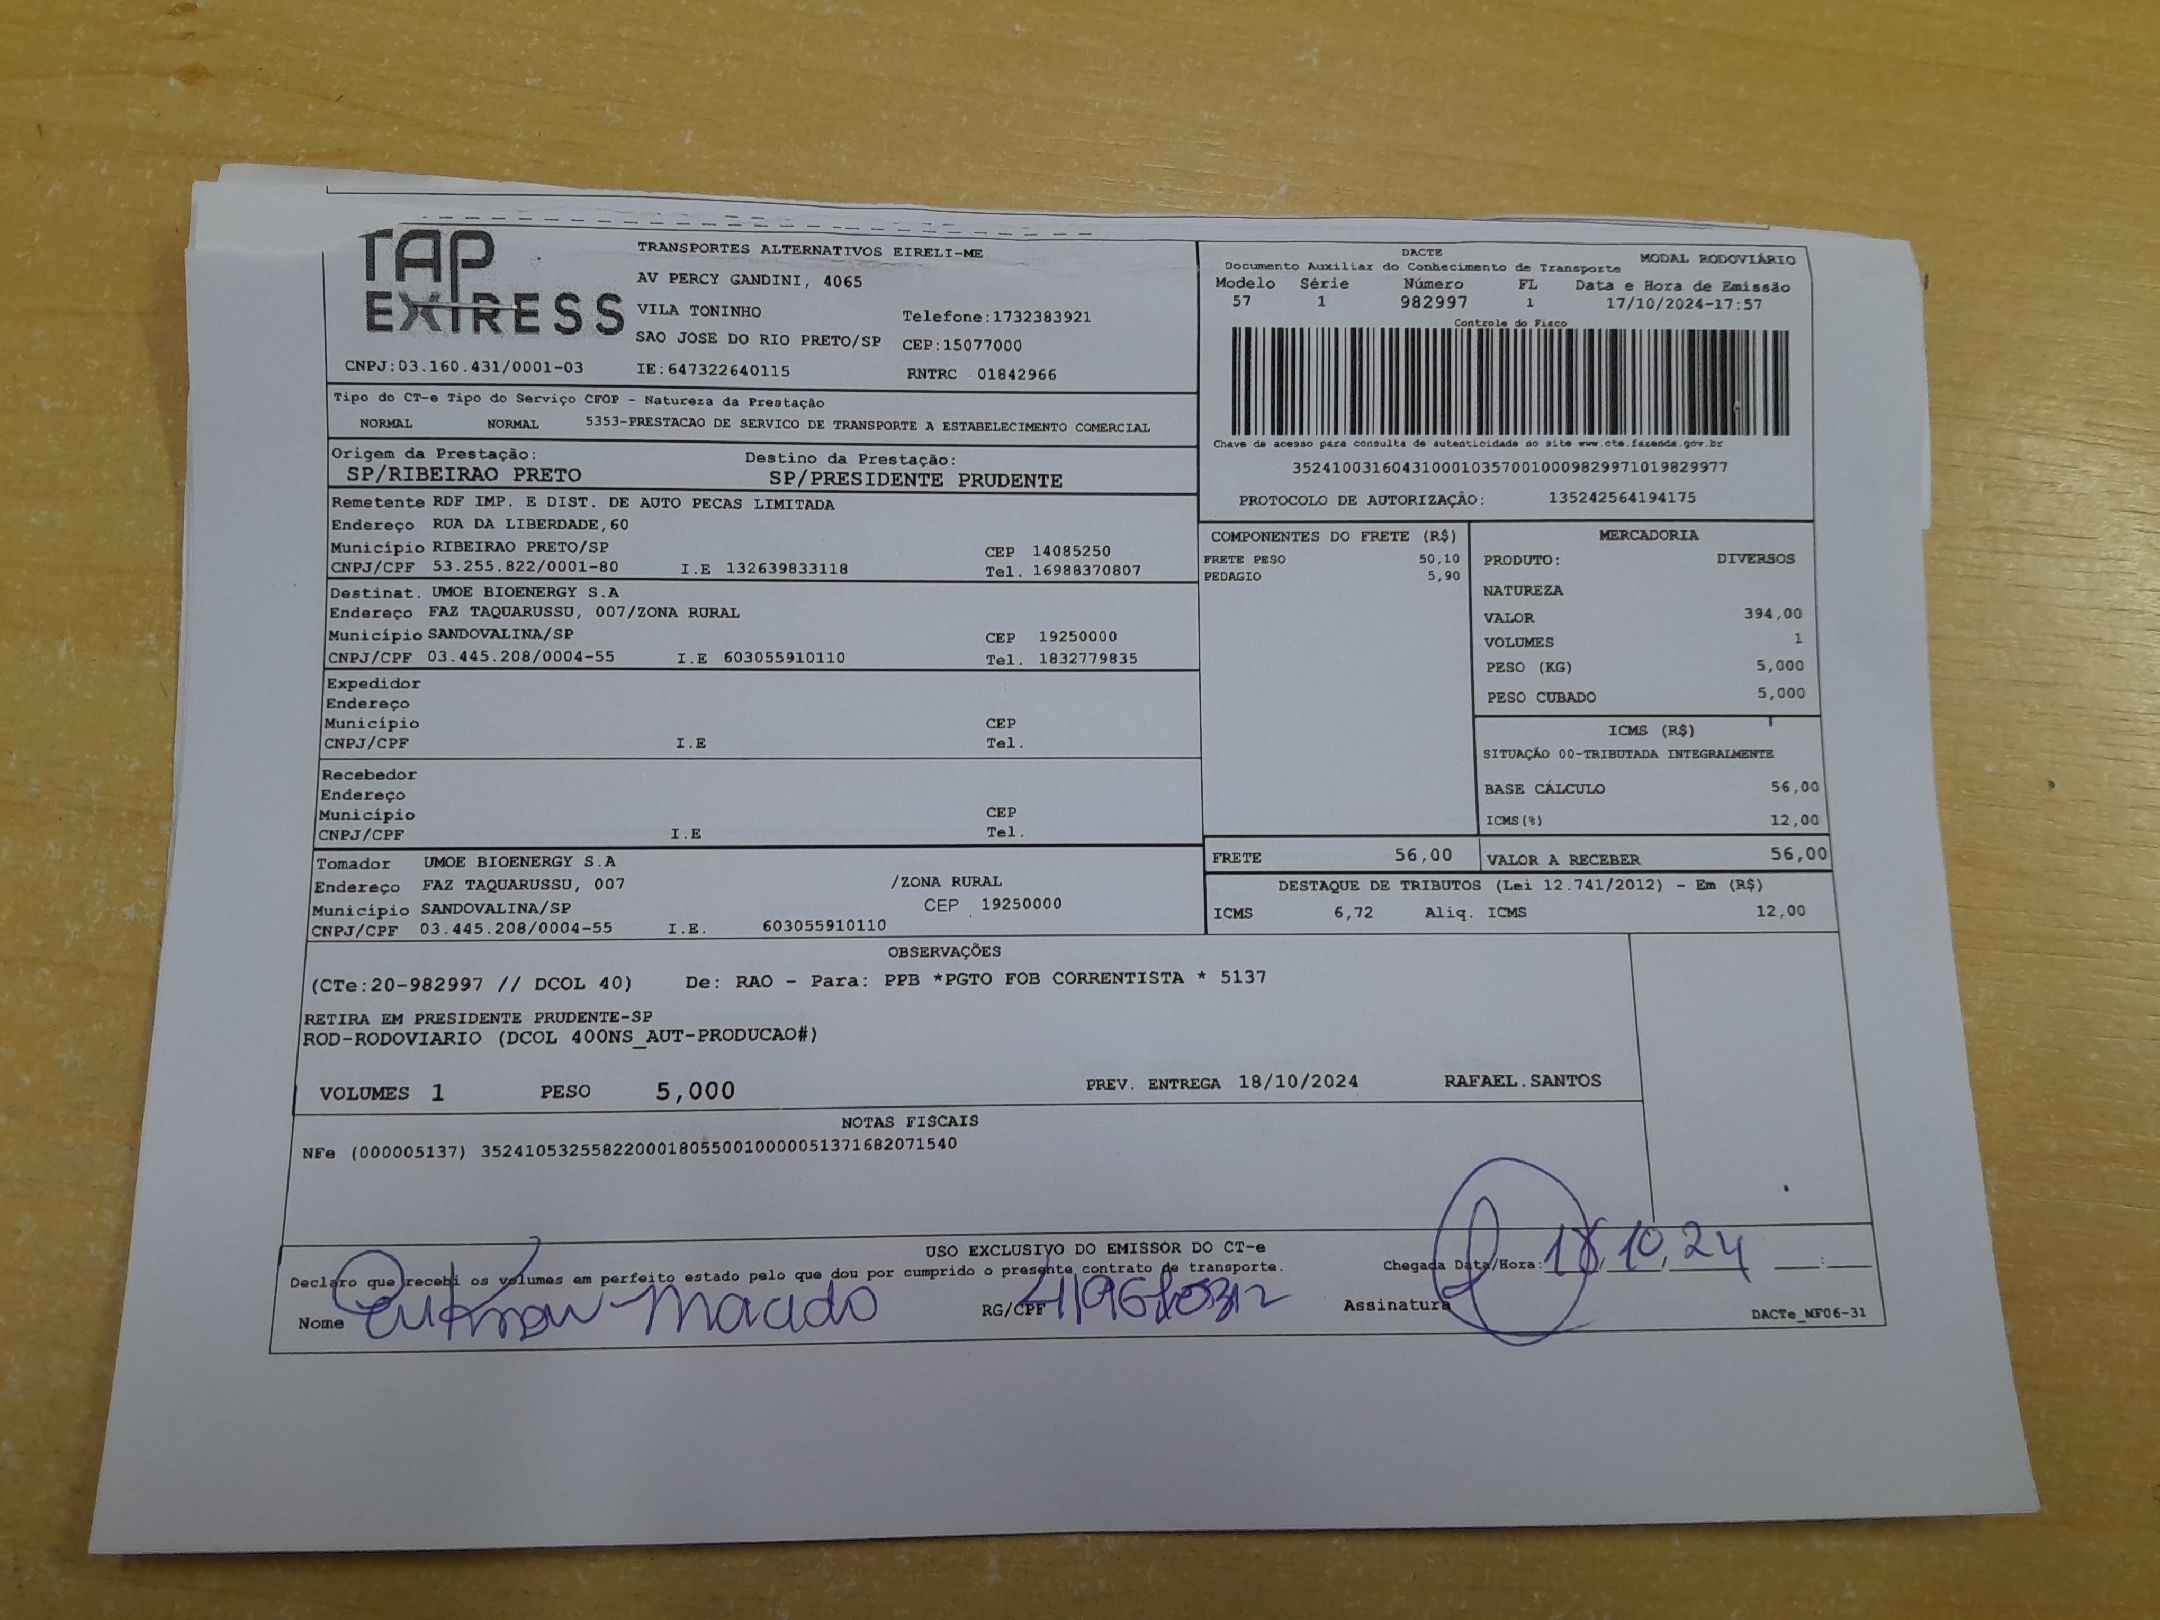 TAP
EXPRESS
CNPJ:03.160.431/0001-03
TRANSPORTES ALTERNATIVOS EIRELI-ME
AV PERCY GANDINI, 4065
VILA TONINHO
Telefone:1732383921
SAO JOSE DO RIO PRETO/SP CEP:15077000
IE:647322640115 RNTRC 01842966
DACTE
MODAL RODOVIÁRIO
Documento Auxiliar do Conhecimento de Transporte
Modelo Série Número FL Data e Hora de Emissão
57 1 982997 1 17/10/2024-17:57
Controle do Fisco
Chave de acesso para consulta de autenticidade no site www.cte.fazenda.gov.br
35241003160431000103570010009829971019829977
PROTOCOLO DE AUTORIZAÇÂO: 135242564194175
Tipo do CT-e Tipo do Serviço CFOP - Natureza da Prestação
NORMAL NORMAL 5353-PRESTACAO DE SERVICO DE TRANSPORTE A ESTABELECIMENTO COMERCIAL
Origem da Prestação: Destino da Prestação:
SP/RIBEIRAO PRETO SP/PRESIDENTE PRUDENTE
Remetente RDF IMP. E DIST. DE AUTO PECAS LIMITADA
Endereço RUA DA LIBERDADE,60
Município RIBEIRAO PRETO/SP CEP 14085250
CNPJ/CPF 53.255.822/0001-80 I.E 132639833118 Tel. 16988370807
Destinat. UMOE BIOENERGY S.A
Endereço FAZ TAQUARUSSU, 007/ZONA RURAL
Município SANDOVALINA/SP CEP 19250000
CNPJ/CPF 03.445.208/0004-55 I.E 603055910110 Tel. 1832779835
Expedidor
Endereço
Município CEP
CNPJ/CPF I.E Tel.
Recebedor
Endereço
Município CEP
CNPJ/CPF I.E Tel.
Tomador UMOE BIOENERGY S.A
Endereço FAZ TAQUARUSSU, 007 /ZONA RURAL
Município SANDOVALINA/SP CEP 19250000
CNPJ/CPF 03.445.208/0004-55 I.E. 603055910110
COMPONENTES DO FRETE (R$)
FRETE PESO 50,10
PEDAGIO 5,90
MERCADORIA
PRODUTO: DIVERSOS
NATUREZA
VALOR 394,00
VOLUMES 1
PESO (KG) 5,000
PESO CUBADO 5,000
ICMS (R$)
SITUAÇÃO 00-TRIBUTADA INTEGRALMENTE
BASE CÁLCULO 56,00
ICMS(%) 12,00
FRETE 56,00 VALOR A RECEBER 56,00
DESTAQUE DE TRIBUTOS (Lei 12.741/2012) - Em (R$)
ICMS 6,72 Aliq. ICMS 12,00
OBSERVAÇÕES
(CTe:20-982997 // DCOL 40) De: RAO - Para: PPB *PGTO FOB CORRENTISTA * 5137
RETIRA EM PRESIDENTE PRUDENTE-SP
ROD-RODOVIARIO (DCOL 400NS_AUT-PRODUCAO#)
VOLUMES 1 PESO 5,000 PREV. ENTREGA 18/10/2024 RAFAEL.SANTOS
NOTAS FISCAIS
NFe (000005137) 35241053255822000180550010000051371682071540
USO EXCLUSIVO DO EMISSOR DO CT-e
Declaro que recebi os volumes em perfeito estado pelo que dou por cumprido o presente contrato de transporte.
Chegada Data/Hora: 18 10 24 :
Nome Macido RG/CPF Assinatura
DACTe_MF06-31